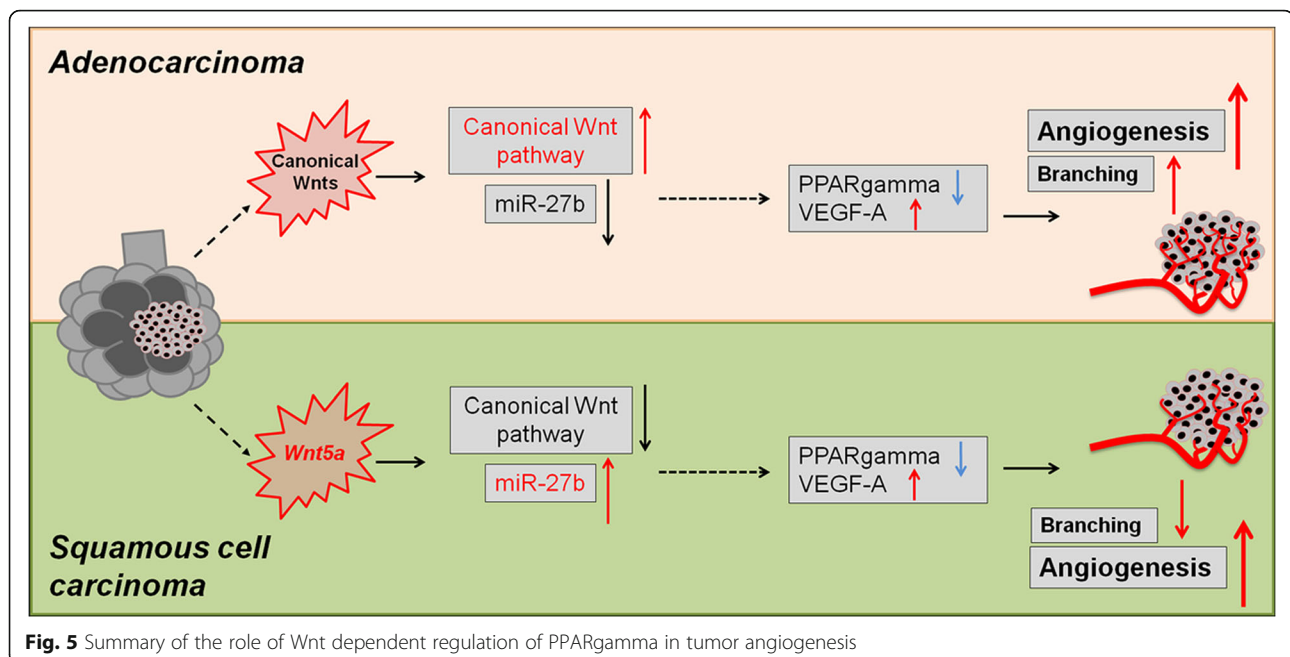 Adenocarcinoma
Canonical
Wnts
Canonical Wnt
pathway
miR-27b
PPARgamma
VEGF-A
Angiogenesis
Branching
Squamous cell
carcinoma
Wnt5a
Canonical Wnt
pathway
miR-27b
PPARgamma
VEGF-A
Branching
Angiogenesis
Fig. 5 Summary of the role of Wnt dependent regulation of PPARgamma in tumor angiogenesis